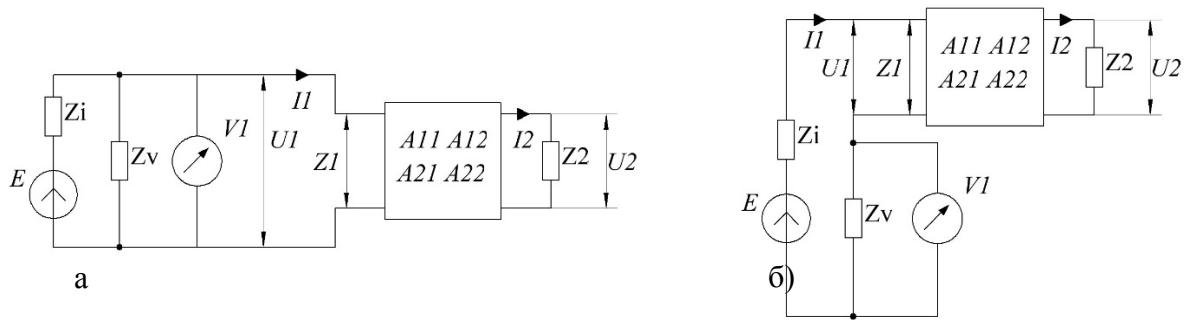 Zi
E
Zv
V1
U1
I1
Z1
A11 A12
A21 A22
I2
Z2
U2
а
I1
U1
Z1
A11 A12
A21 A22
I2
Z2
U2
Zi
E
Zv
V1
б)